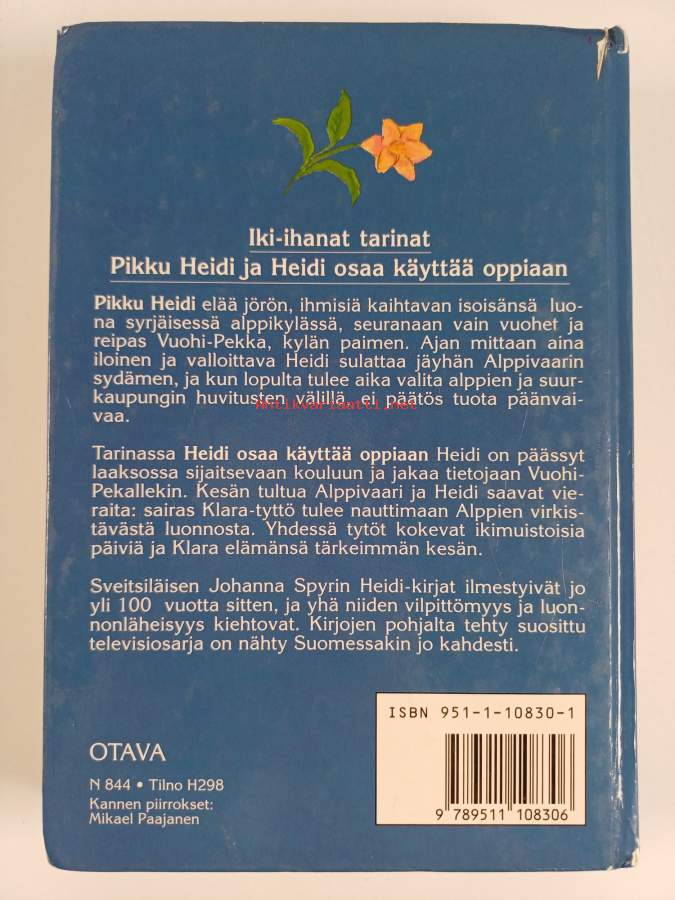 Iki-ihanat tarinat
Pikku Heidi ja Heidi osaa käyttää oppiaan
Pikku Heidi elää jörön, ihmisiä kaihtavan isoisänsä luo-
na syrjäisessä alppikylässä, seuranaan vain vuohet ja
reipas Vuohi-Pekka, kylän paimen. Ajan mittaan aina
iloinen ja valloittava Heidi sulattaa jäyhän Alppivaarin
sydämen, ja kun lopulta tulee aika valita alppien ja suur-
kaupungin huvitusten välillä, ei päätös tuota päänvai-
vaa.
Antikvariaatti.net
Tarinassa Heidi osaa käyttää oppiaan Heidi on päässyt
laaksossa sijaitsevaan kouluun ja jakaa tietojaan Vuohi-
Pekallekin. Kesän tultua Alppivaari ja Heidi saavat vie-
raita: sairas Klara-tyttö tulee nauttimaan Alppien virkis-
tävästä luonnosta. Yhdessä tytöt kokevat ikimuistoisia
päiviä ja Klara elämänsä tärkeimmän kesän.
Sveitsiläisen Johanna Spyrin Heidi-kirjat ilmestyivät jo
yli 100 vuotta sitten, ja yhä niiden vilpittömyys ja luon-
nonläheisyys kiehtovat. Kirjojen pohjalta tehty suosittu
televisiosarja on nähty Suomessakin jo kahdesti.
ISBN 951-1-10830-1
9 789511 108306
OTAVA
N 844 • Tilno H298
Kannen piirrokset:
Mikael Paajanen